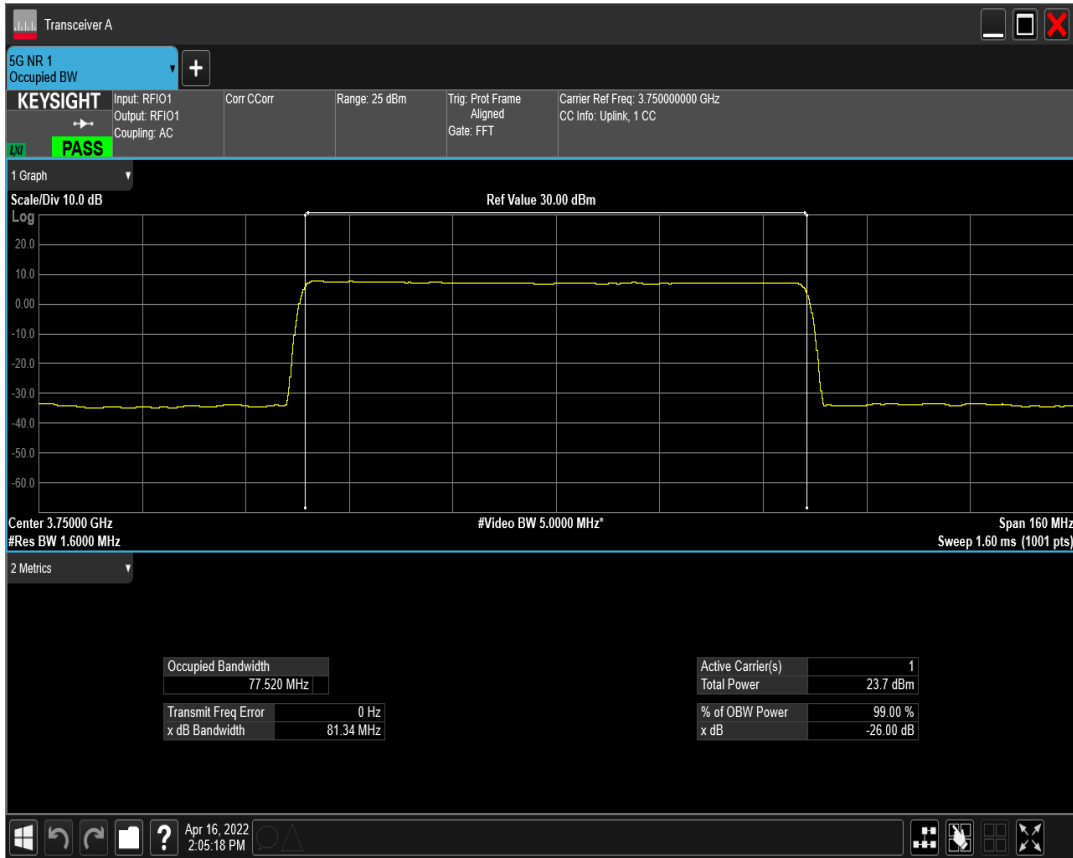 Transceiver A
5G NR 1
Occupied BW
+
KEYSIGHT
LXI
PASS
Input: RFIO1
Output: RFIO1
Coupling: AC
Corr CCorr
Range: 25 dBm
Trig: Prot Frame
Aligned
Gate: FFT
Carrier Ref Freq: 3.750000000 GHz
CC Info: Uplink, 1 CC
1 Graph
Scale/Div 10.0 dB
Ref Value 30.00 dBm
Log
20.0
10.0
0.00
-10.0
-20.0
-30.0
-40.0
-50.0
-60.0
Center 3.75000 GHz
#Video BW 5.0000 MHz*
Span 160 MHz
#Res BW 1.6000 MHz
Sweep 1.60 ms (1001 pts)
2 Metrics
Occupied Bandwidth
77.520 MHz
Transmit Freq Error 0 Hz
x dB Bandwidth 81.34 MHz
Active Carrier(s) 1
Total Power 23.7 dBm
% of OBW Power 99.00 %
x dB -26.00 dB
?
Apr 16, 2022
2:05:18 PM